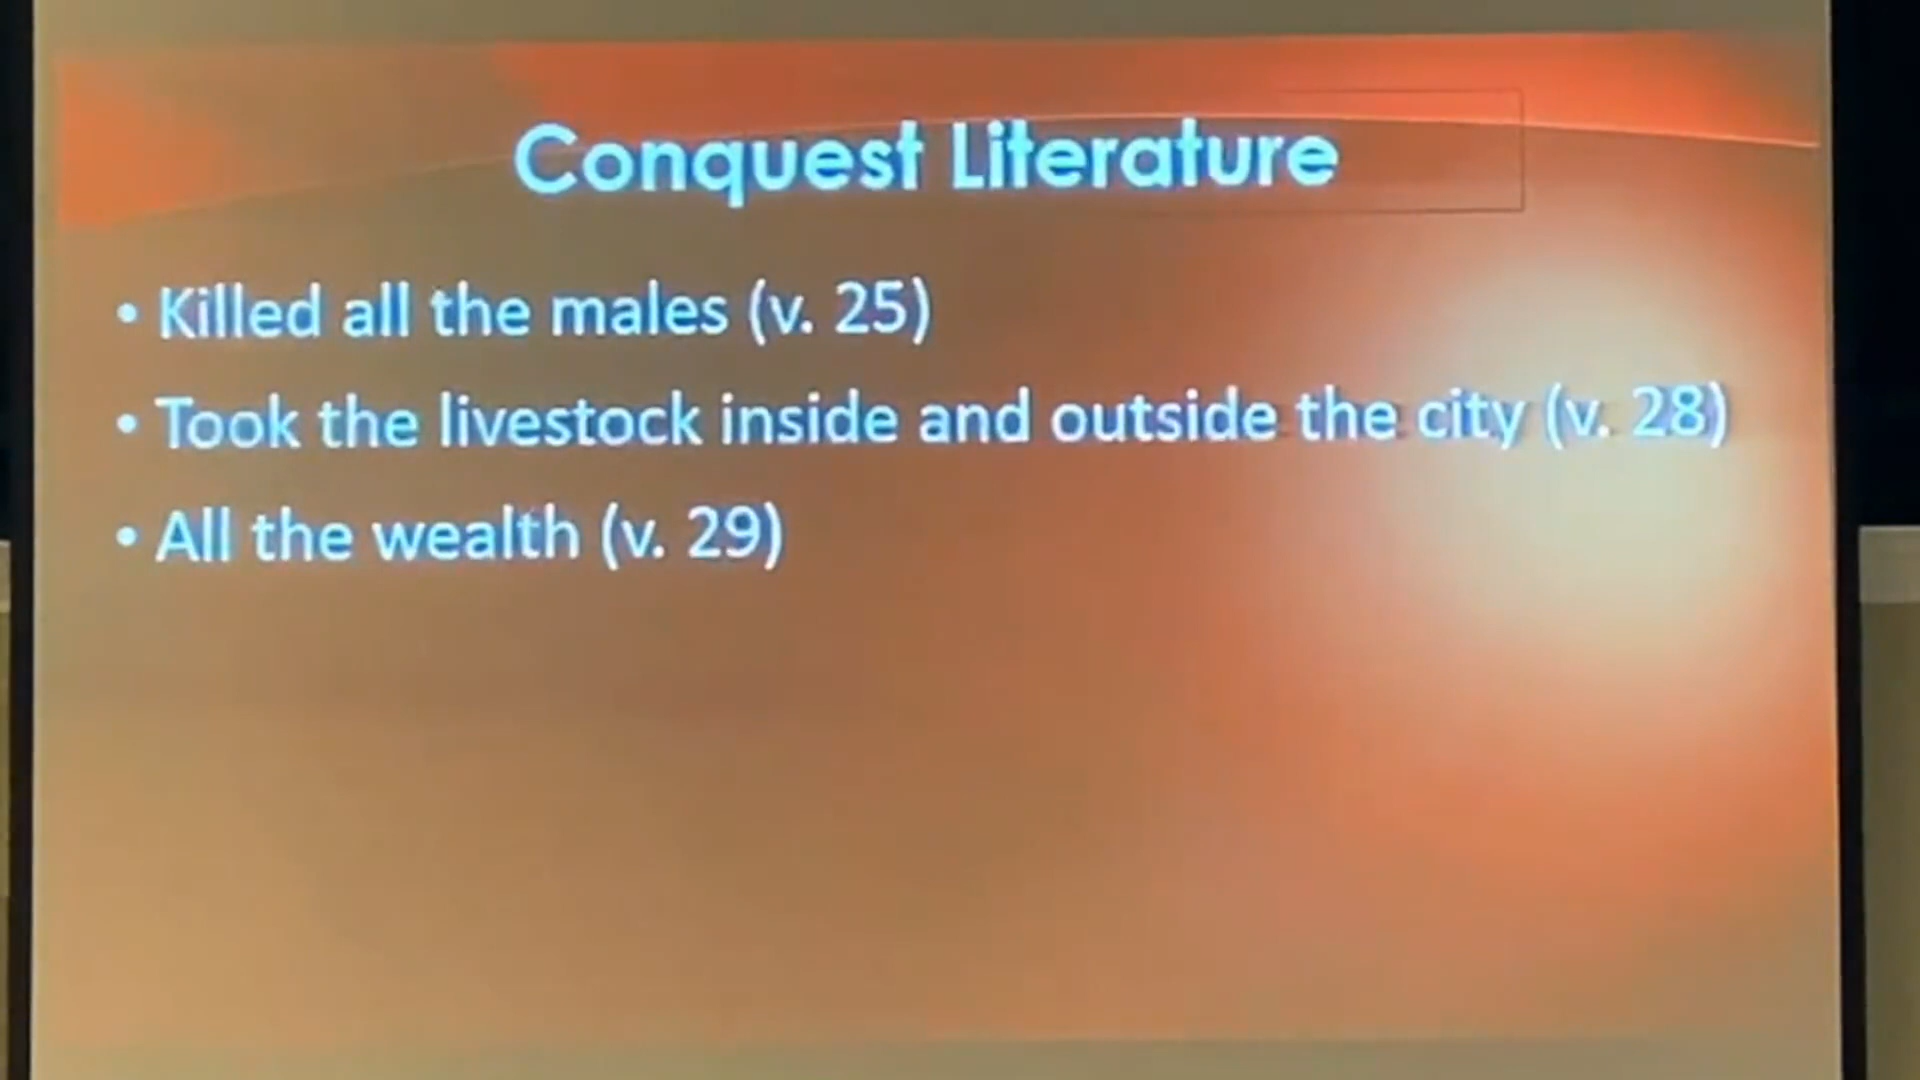 Conquest Literature
• Killed all the males (v. 25)
• Took the livestock inside and outside the city (v. 28)
• All the wealth (v. 29)